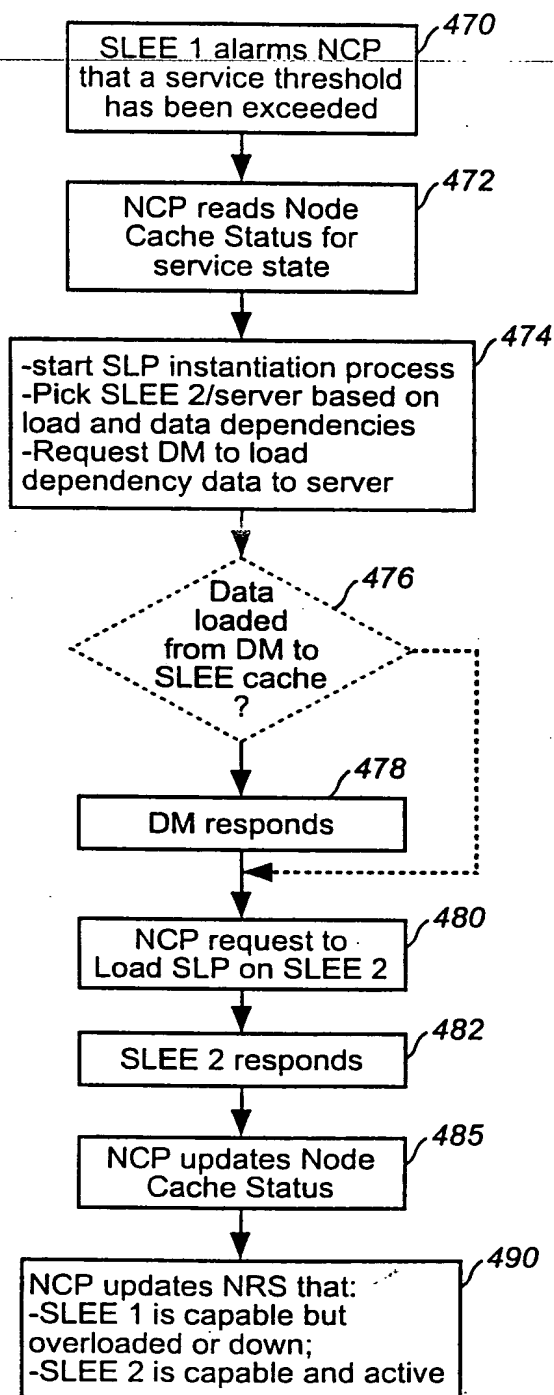 470
SLEE 1 alarms NCP
that a service threshold
has been exceeded
472
NCP reads Node
Cache Status for
service state
474
-start SLP instantiation process
-Pick SLEE 2/server based on
load and data dependencies
-Request DM to load
dependency data to server
476
Data
loaded
from DM to
SLEE cache
?
478
DM responds
480
NCP request to
Load SLP on SLEE 2
482
SLEE 2 responds
485
NCP updates Node
Cache Status
490
NCP updates NRS that:
-SLEE 1 is capable but
overloaded or down;
-SLEE 2 is capable and active